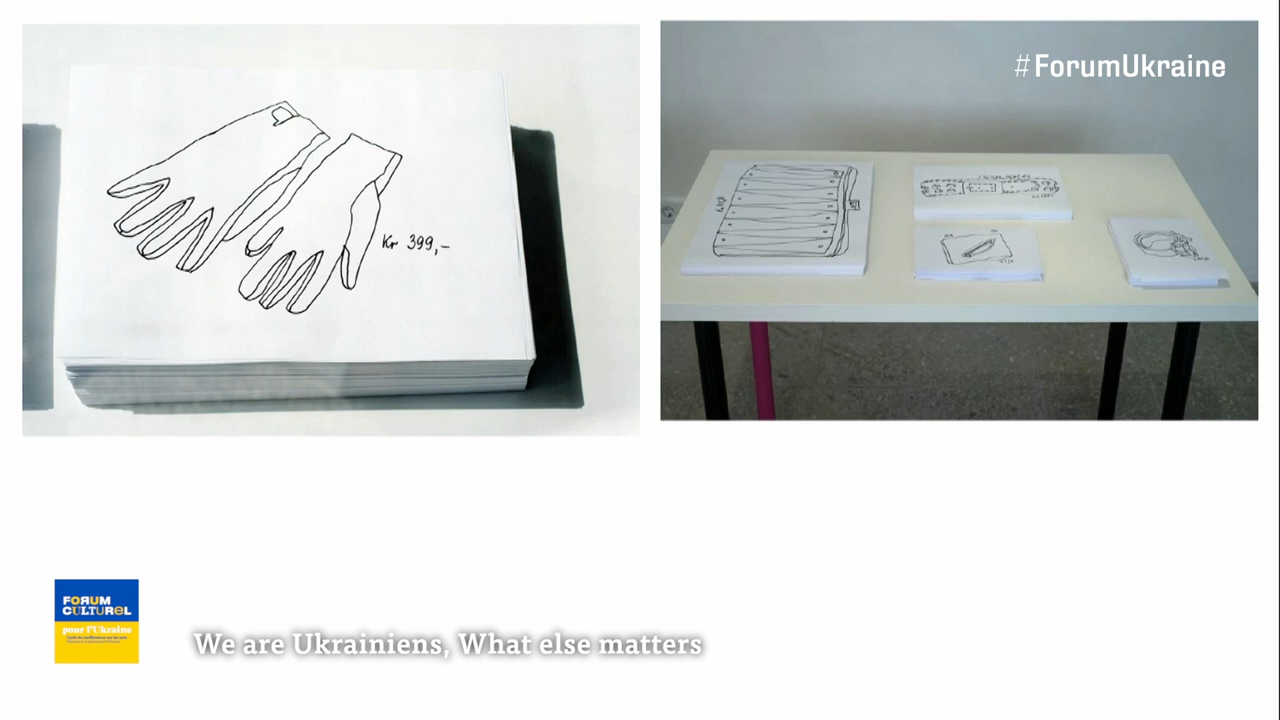 #ForumUkraine
Kr 399,-
FORUM
CULTUREL
pour l'Ukraine
We are Ukrainiens, What else matters